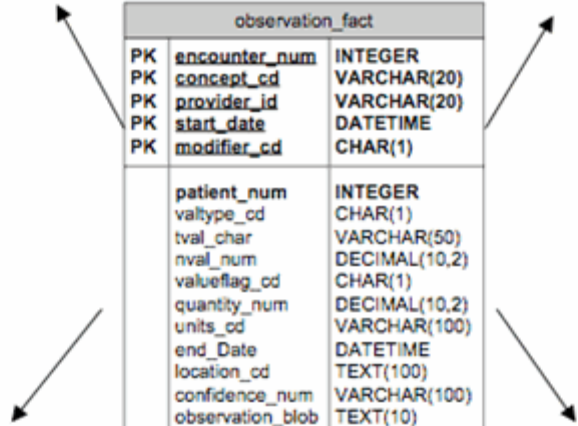 observation_fact
PK encounter_num INTEGER
PK concept_cd VARCHAR(20)
PK provider_id VARCHAR(20)
PK start_date DATETIME
PK modifier_cd CHAR(1)
patient_num INTEGER
valtype_cd CHAR(1)
tval_char VARCHAR(50)
nval_num DECIMAL(10,2)
valueflag_cd CHAR(1)
quantity_num DECIMAL(10,2)
units_cd VARCHAR(100)
end_Date DATETIME
location_cd TEXT(100)
confidence_num VARCHAR(100)
observation_blob TEXT(10)